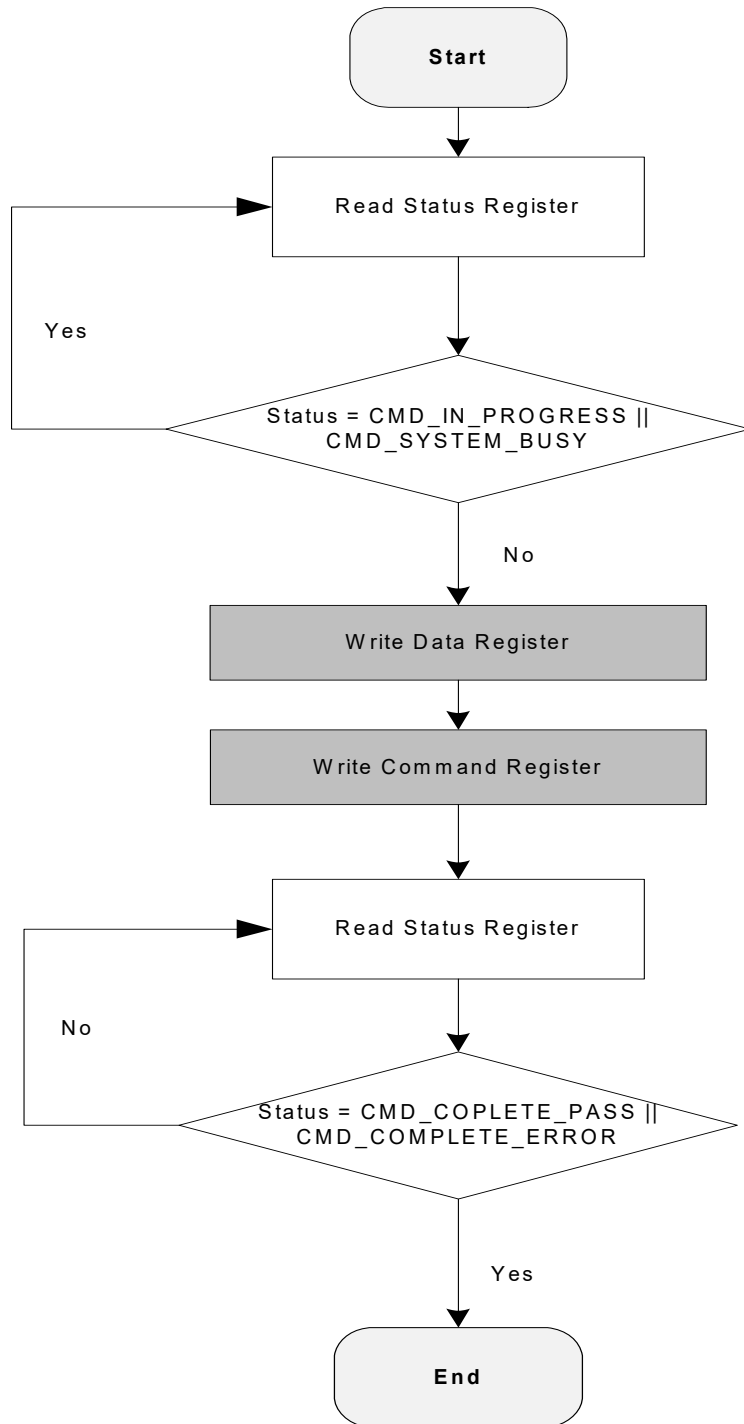 Start
Read Status Register
Yes
Status = CMD_IN_PROGRESS ||
CMD_SYSTEM_BUSY
No
Write Data Register
Write Command Register
Read Status Register
No
Status = CMD_COPLETE_PASS ||
CMD_COMPLETE_ERROR
Yes
End